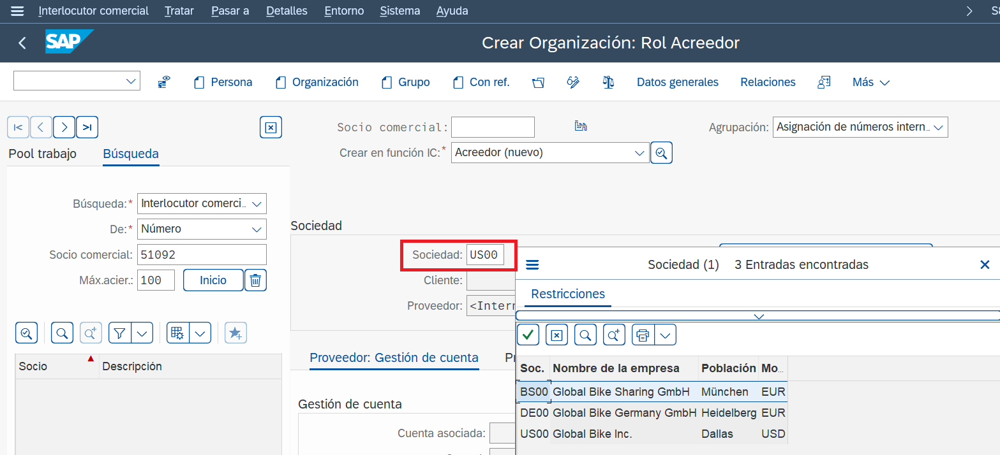 Interlocutor comercial Tratar Pasar a Detalles Entorno Sistema Ayuda
SAP Crear Organización: Rol Acreedor
Persona Organización Grupo Con ref. Datos generales Relaciones Más
Socio comercial: Agrupación: Asignación de números intern…
Pool trabajo Búsqueda
Crear en función IC:* Acreedor (nuevo)
Búsqueda:* Interlocutor comerci…
Sociedad
De:* Número
Socio comercial: 51092
Sociedad: US00
Sociedad (1) 3 Entradas encontradas
Máx.acier.: 100 Inicio
Cliente:
Restricciones
Proveedor: <Intern
Proveedor: Gestión de cuenta
Socio Descripción
Soc. Nombre de la empresa Población Mo…
BS00 Global Bike Sharing GmbH München EUR
Gestión de cuenta
DE00 Global Bike Germany GmbH Heidelberg EUR
Cuenta asociada:
US00 Global Bike Inc. Dallas USD